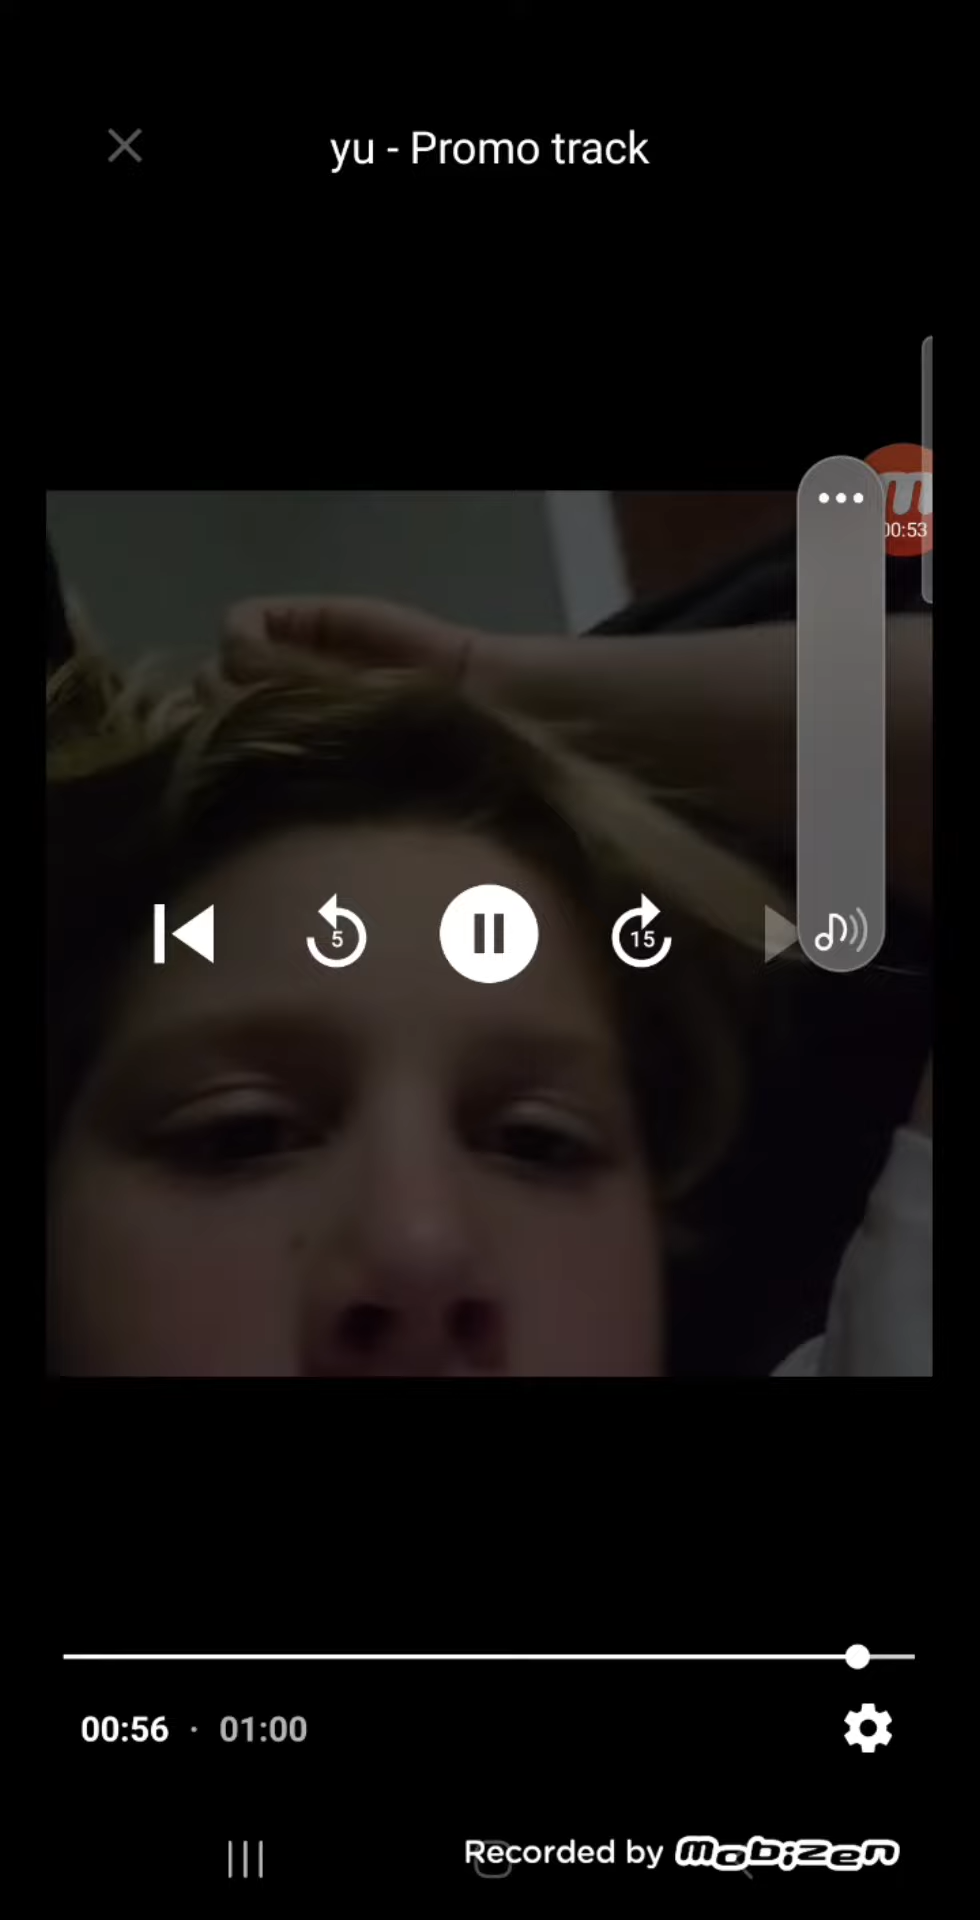 yu - Promo track
00:53
5
15
00:56 · 01:00
Recorded by mobizen